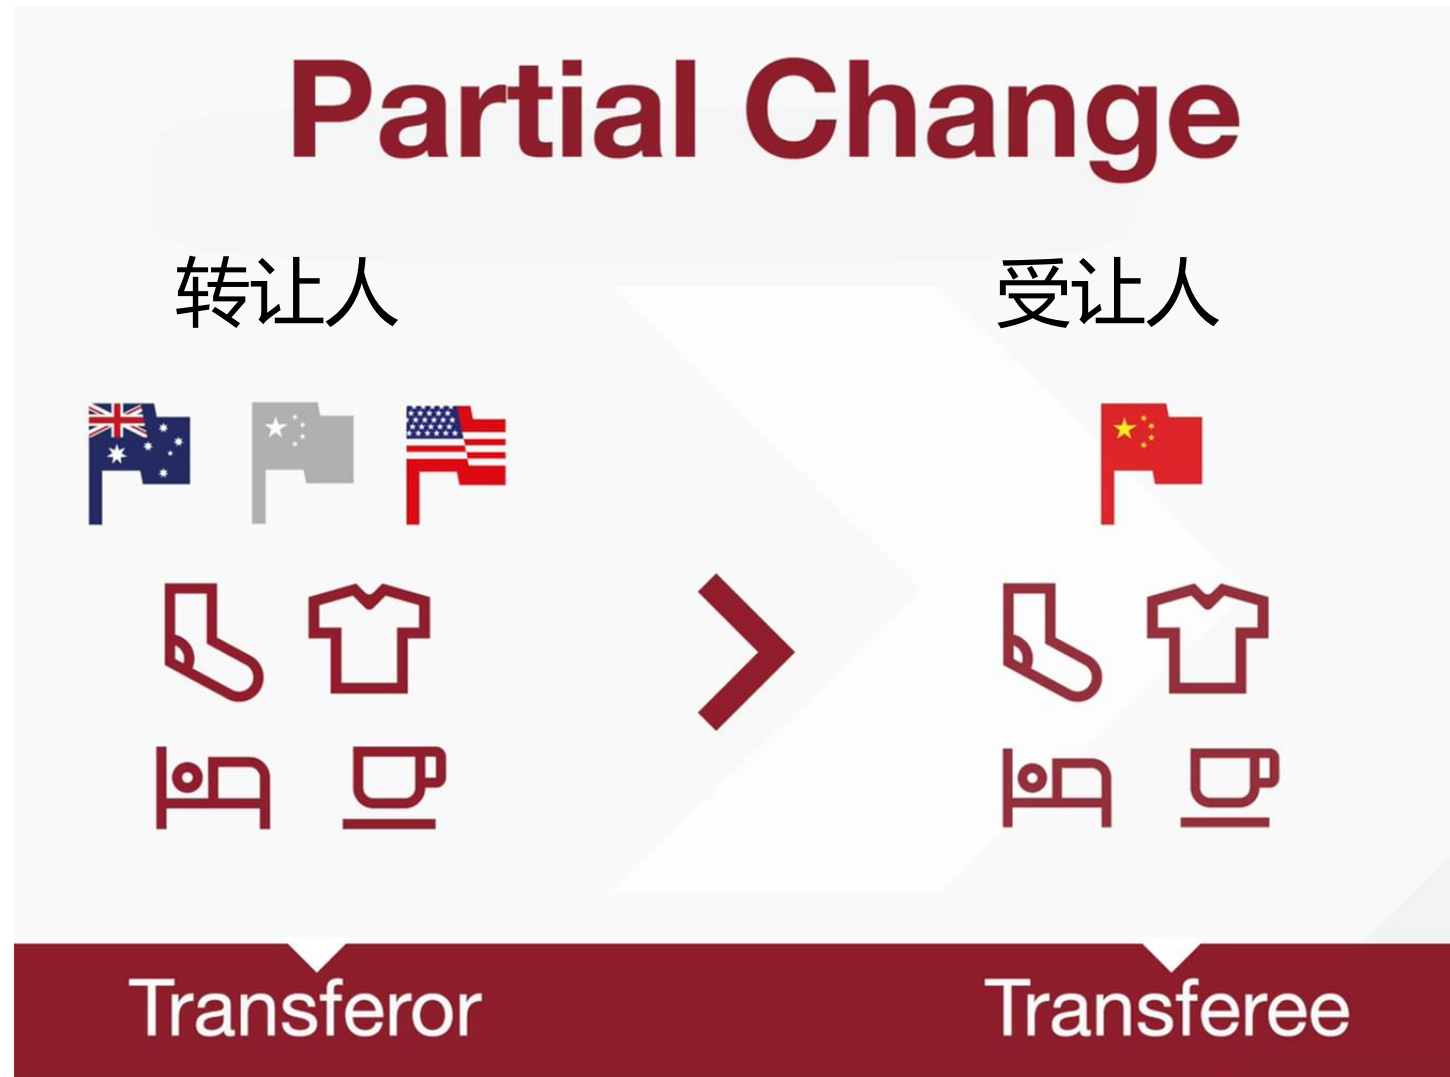 Partial Change
转让人
受让人
Transferor
Transferee